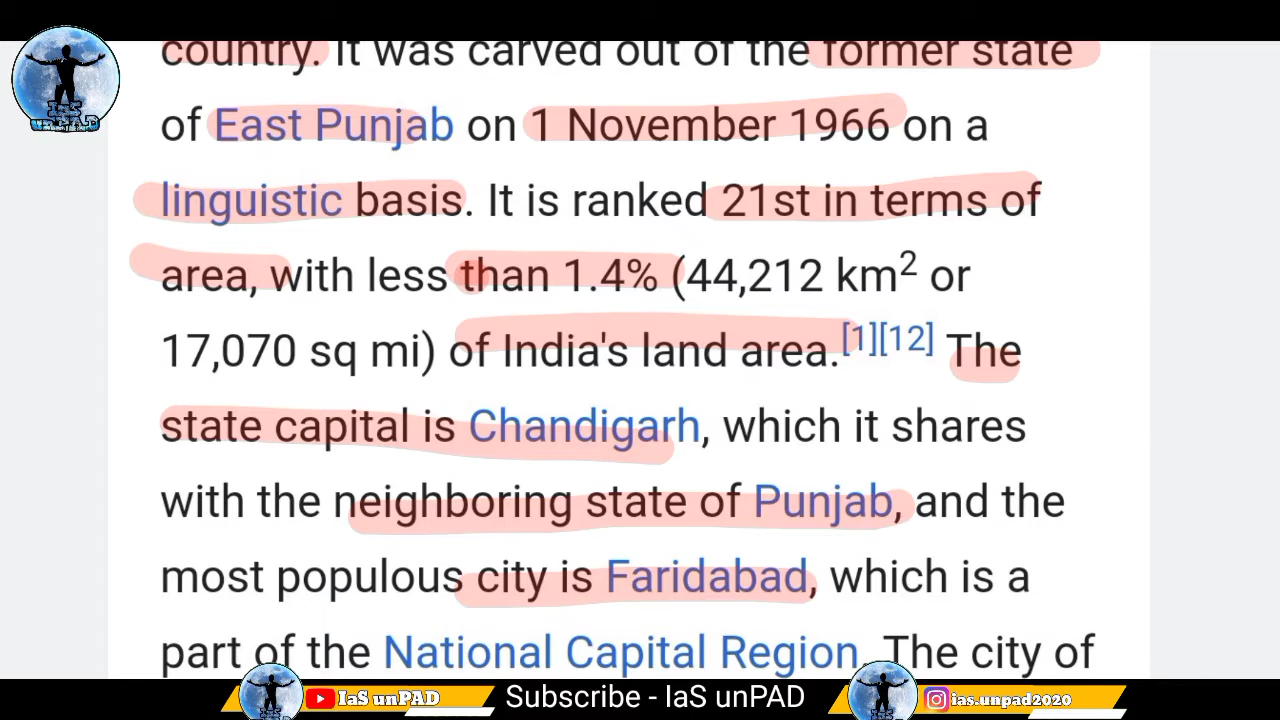 country. It was carved out of the former state
of East Punjab on 1 November 1966 on a
linguistic basis. It is ranked 21st in terms of
area, with less than 1.4% (44,212 km2 or
17,070 sq mi) of India's land area.[1][12] The
state capital is Chandigarh, which it shares
with the neighboring state of Punjab, and the
most populous city is Faridabad, which is a
part of the National Capital Region. The city of
IAS
UNPAD
IaS unPAD
Subscribe - IaS unPAD
ias.unpad2020